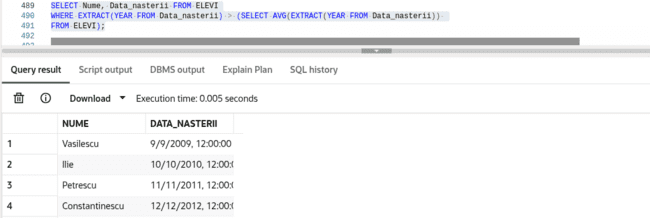 489 SELECT Nume, Data_nasterii FROM ELEVI
490 WHERE EXTRACT(YEAR FROM Data_nasterii) > (SELECT AVG(EXTRACT(YEAR FROM Data_nasterii))
491 FROM ELEVI);
492
Query result Script output DBMS output Explain Plan SQL history
Download Execution time: 0.005 seconds
NUME DATA_NASTERII
1 Vasilescu 9/9/2009, 12:00:00
2 Ilie 10/10/2010, 12:00:0
3 Petrescu 11/11/2011, 12:00:0
4 Constantinescu 12/12/2012, 12:00:0